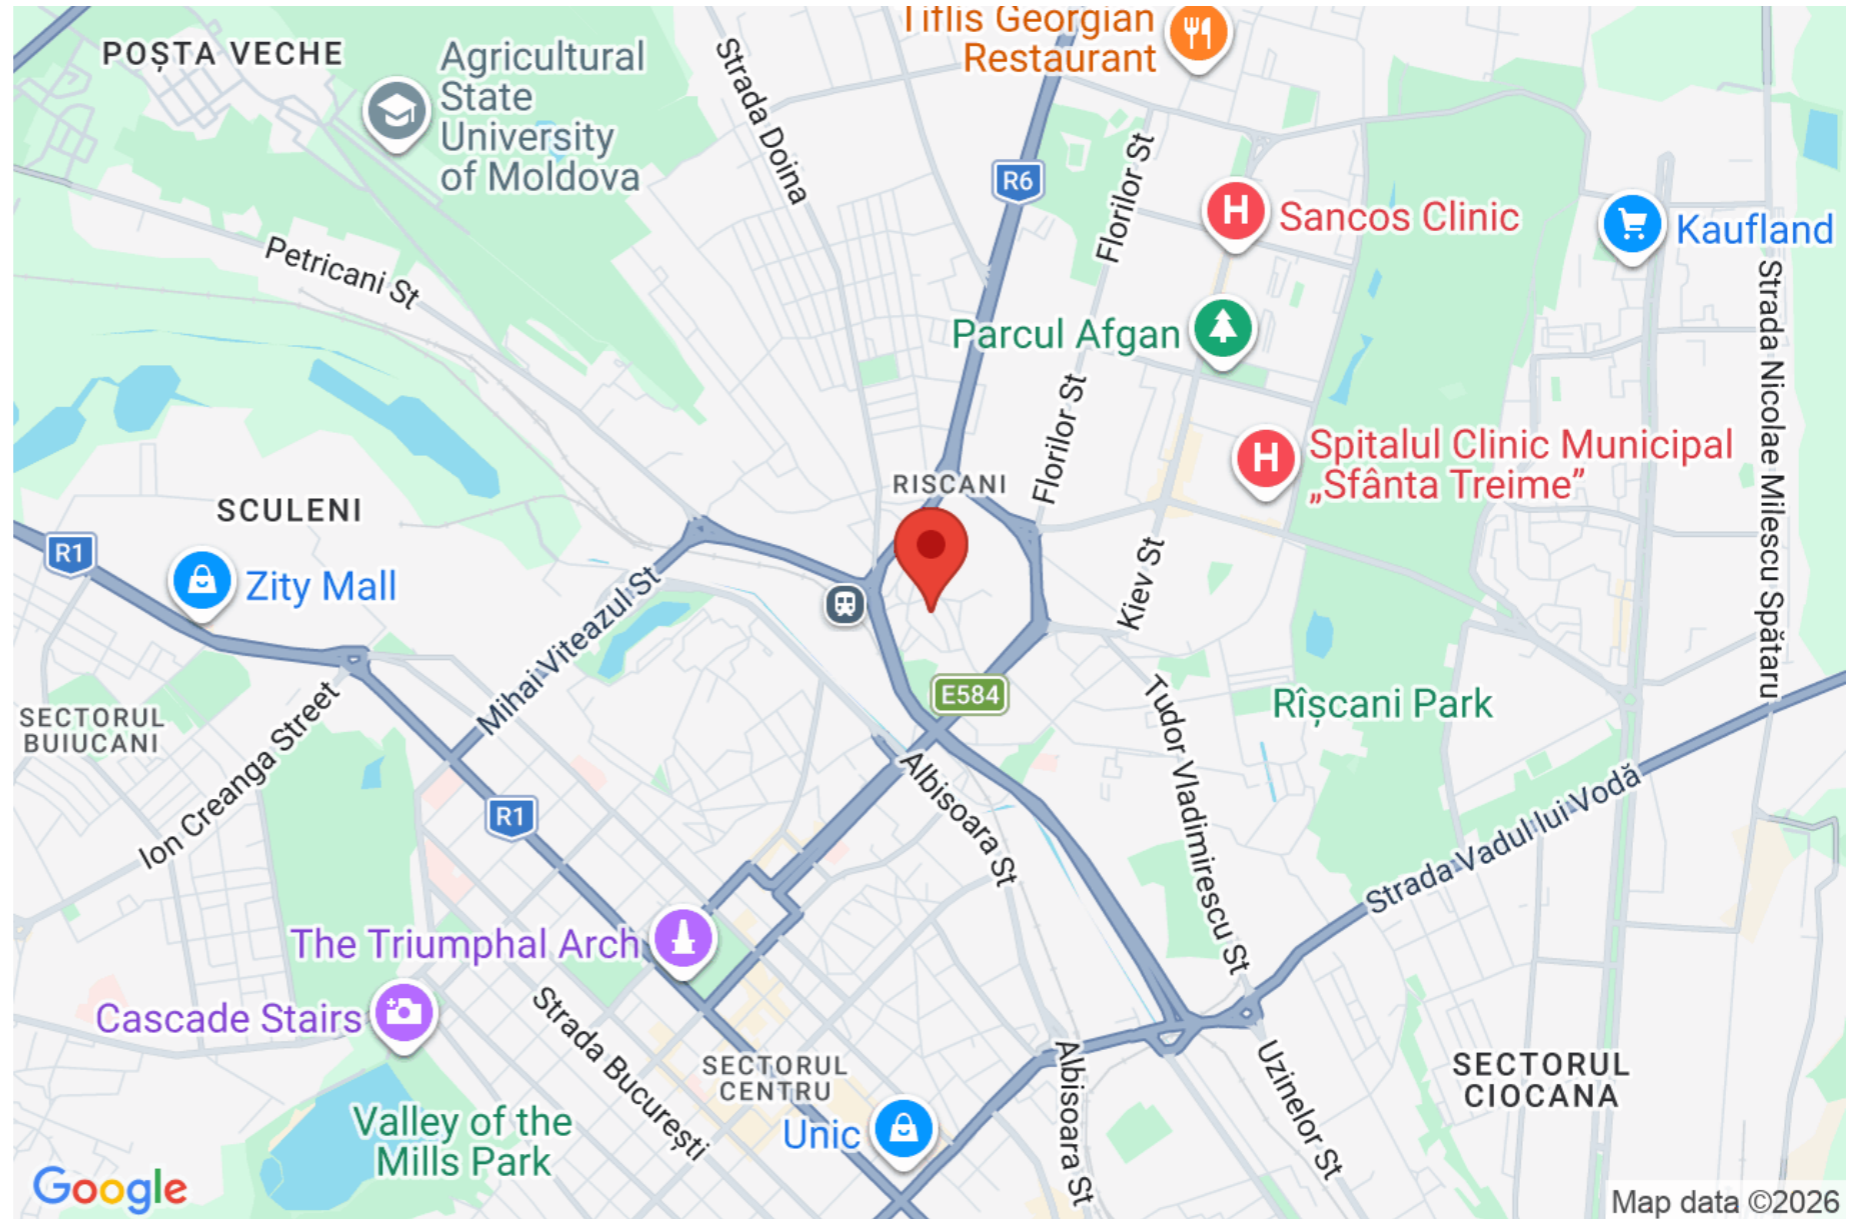 Tiflis Georgian
Restaurant
POȘTA VECHE
Agricultural
State
University
of Moldova
Strada Doina
R6
Florilor St
Sancos Clinic
Kaufland
Petricani St
Parcul Afgan
Strada Nicolae Milescu Spătaru
Florilor St
Spitalul Clinic Municipal
„Sfânta Treime”
RISCANI
SCULENI
R1
Zity Mall
Mihai Viteazul St
Kiev St
E584
Rîșcani Park
SECTORUL
BUIUCANI
Ion Creanga Street
Tudor Vladimirescu St
R1
Albisoara St
Strada Vadul lui Vodă
The Triumphal Arch
Cascade Stairs
Strada București
SECTORUL
CENTRU
Albisoara St
Uzinelor St
SECTORUL
CIOCANA
Valley of the
Mills Park
Unic
Google
Map data ©2026